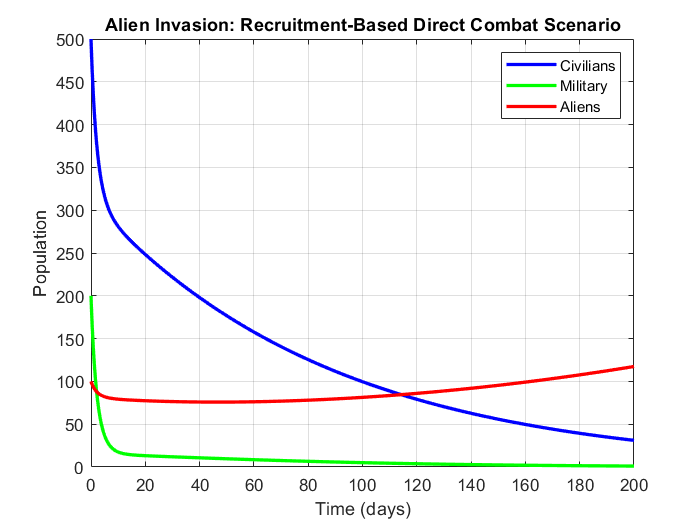 Alien Invasion: Recruitment-Based Direct Combat Scenario
500
450
400
350
300
250
200
150
100
50
0
Population
Civilians
Military
Aliens
0 20 40 60 80 100 120 140 160 180 200
Time (days)